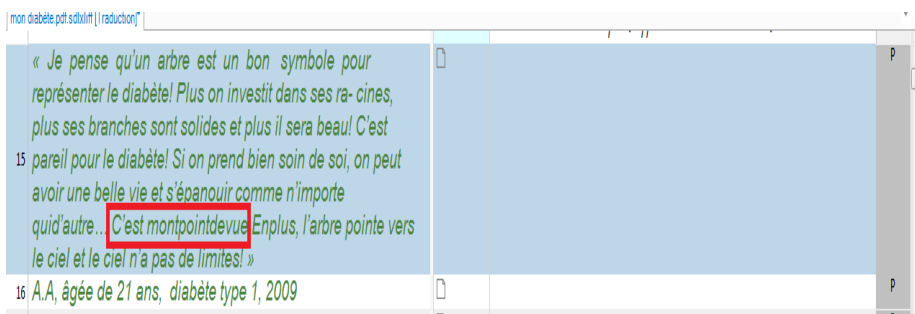 mon diabéte.pdf.sdlxliff [Traduction]*
« Je pense qu'un arbre est un bon symbole pour
P
représenter le diabète! Plus on investit dans ses ra- cines,
plus ses branches sont solides et plus il sera beau! C'est
15 pareil pour le diabète! Si on prend bien soin de soi, on peut
avoir une belle vie et s'épanouir comme n'importe
quid'autre... C'est montpointdevue Enplus, l'arbre pointe vers
le ciel et le ciel n'a pas de limites! »
16 A.A, âgée de 21 ans, diabète type 1, 2009
P